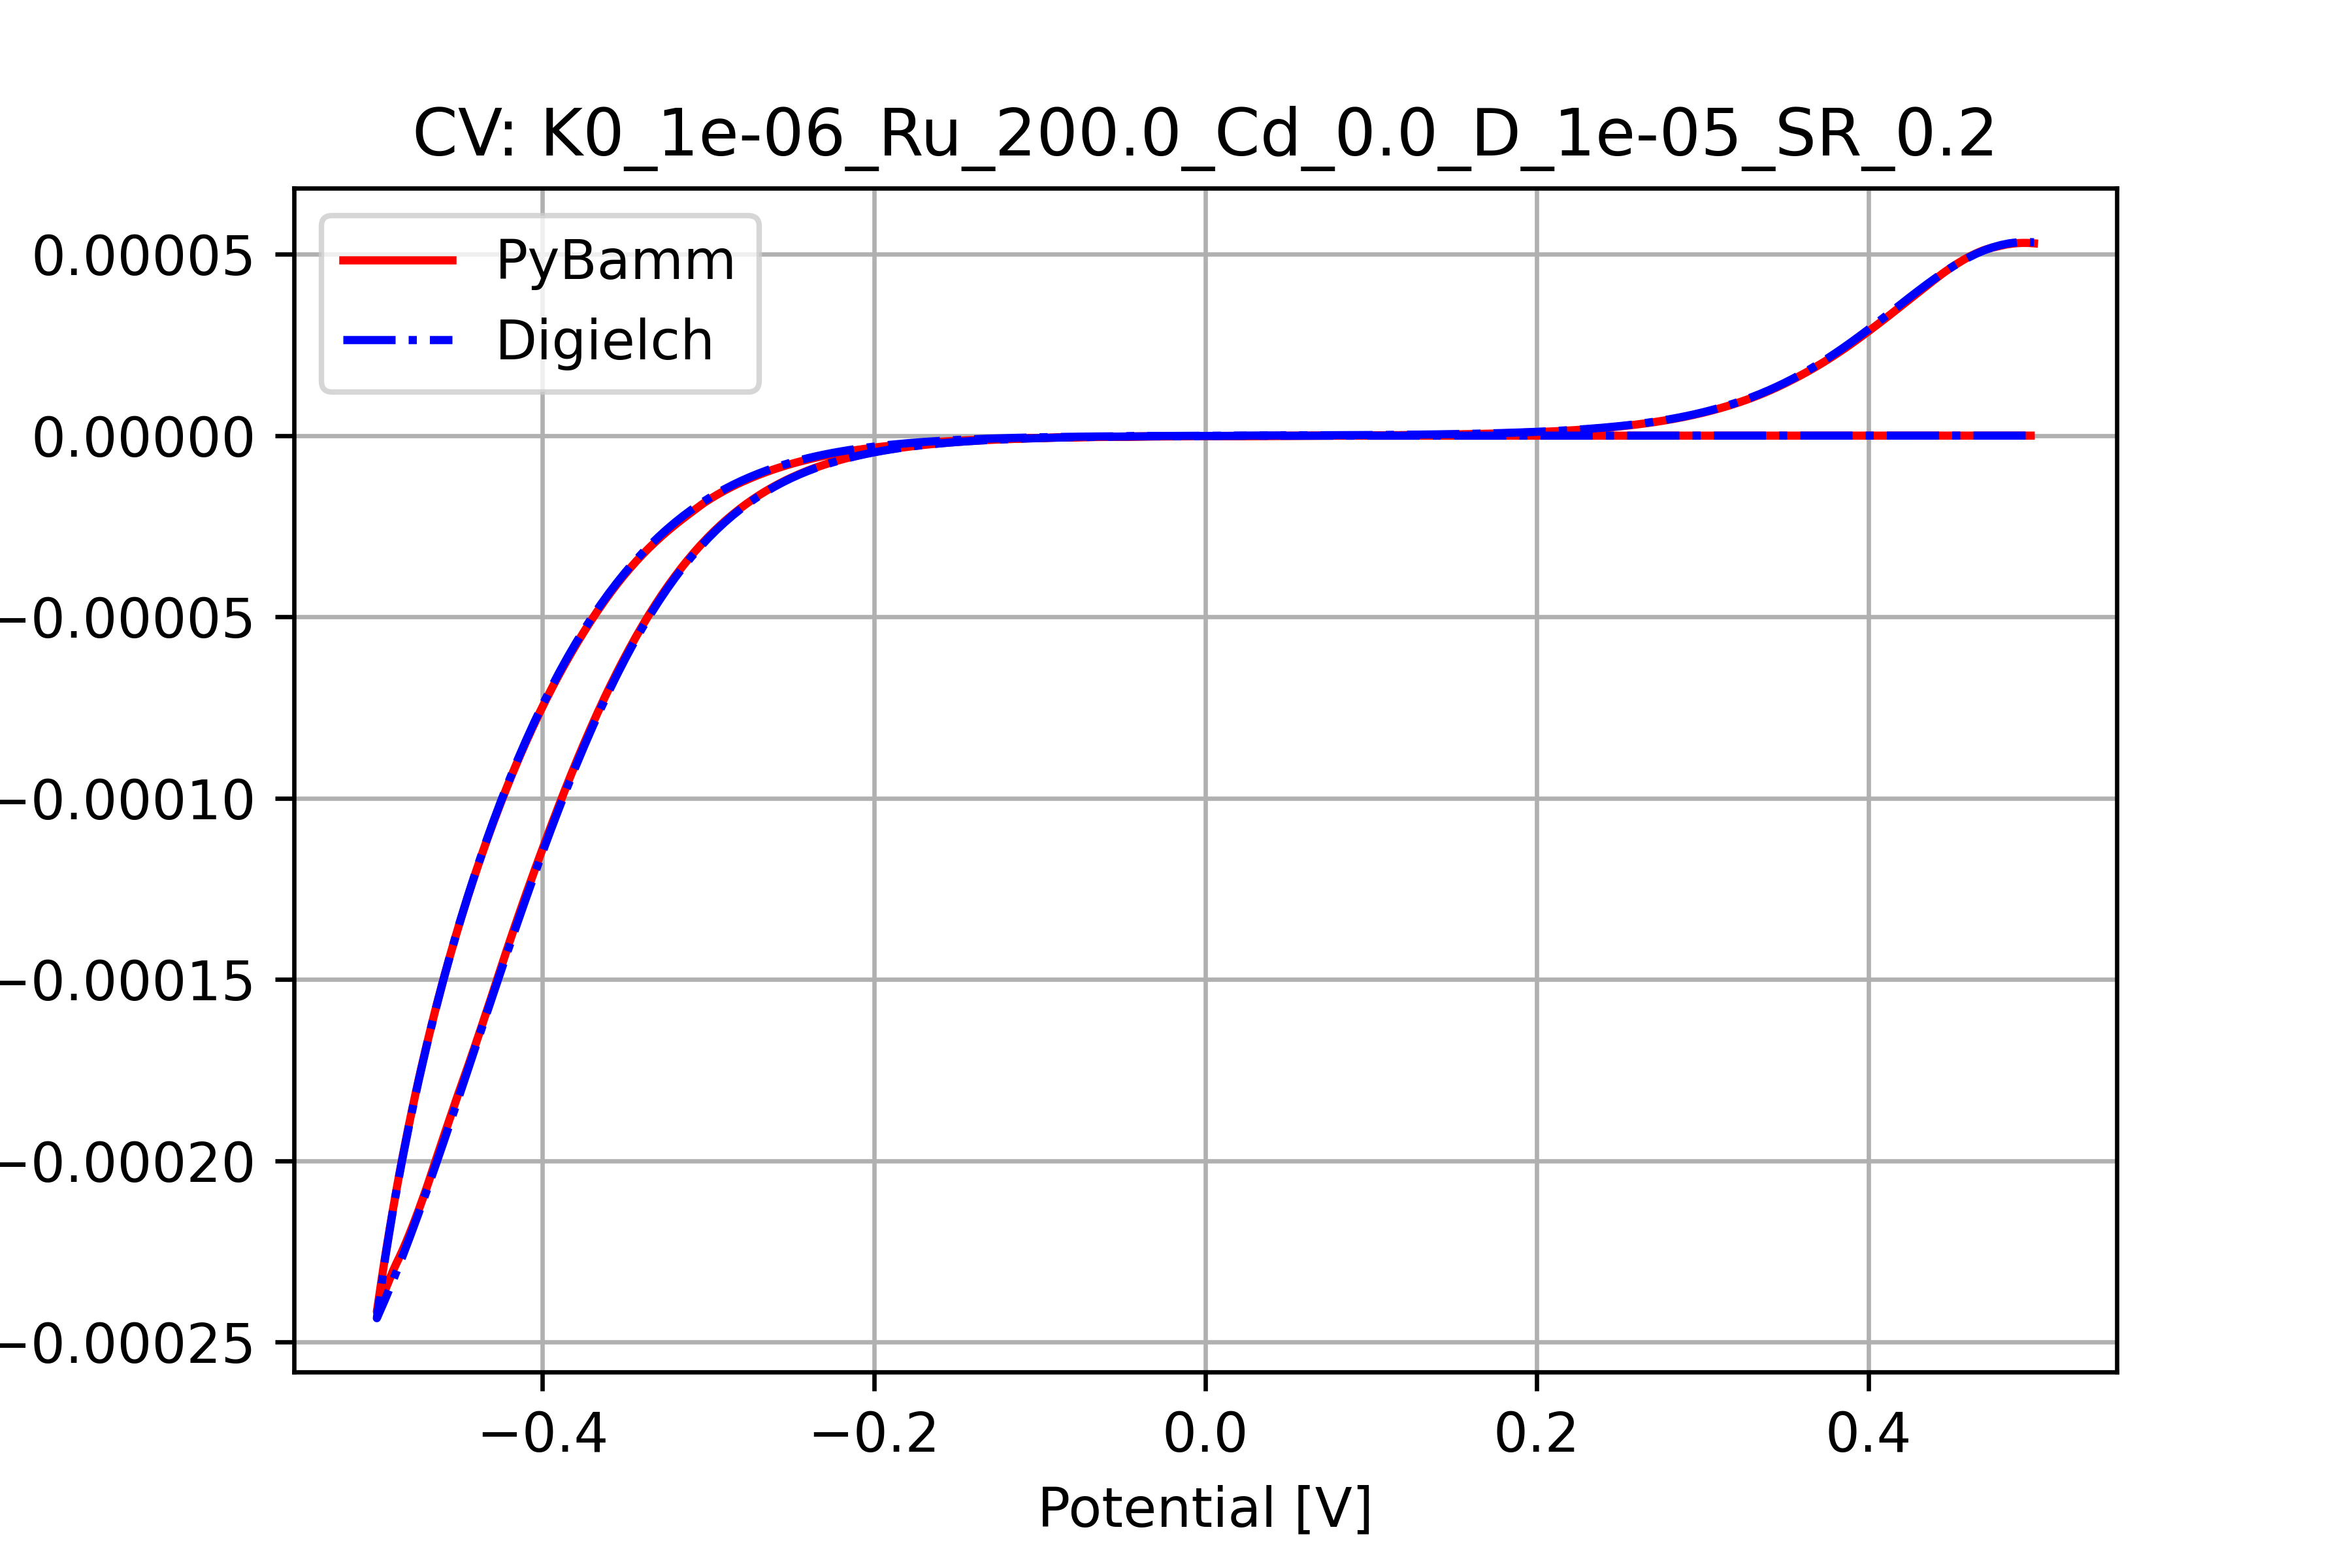 CV: K0_1e-06_Ru_200.0_Cd_0.0_D_1e-05_SR_0.2
PyBamm
Digielch
0.00005
0.00000
−0.00005
−0.00010
−0.00015
−0.00020
−0.00025
−0.4 −0.2 0.0 0.2 0.4
Potential [V]